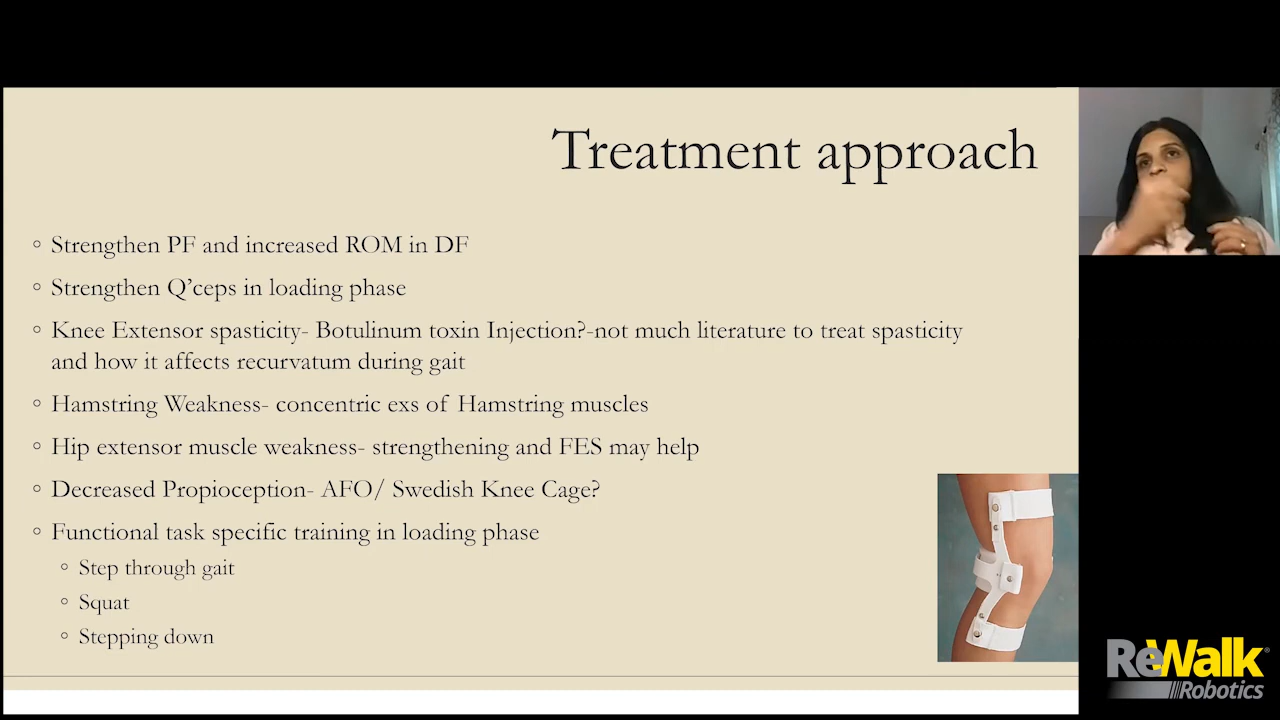 Treatment approach
◦ Strengthen PF and increased ROM in DF
◦ Strengthen Q’ceps in loading phase
◦ Knee Extensor spasticity- Botulinum toxin Injection?-not much literature to treat spasticity
and how it affects recurvatum during gait
◦ Hamstring Weakness- concentric exs of Hamstring muscles
◦ Hip extensor muscle weakness- strengthening and FES may help
◦ Decreased Propioception- AFO/ Swedish Knee Cage?
◦ Functional task specific training in loading phase
◦ Step through gait
◦ Squat
◦ Stepping down
ReWalk®
Robotics